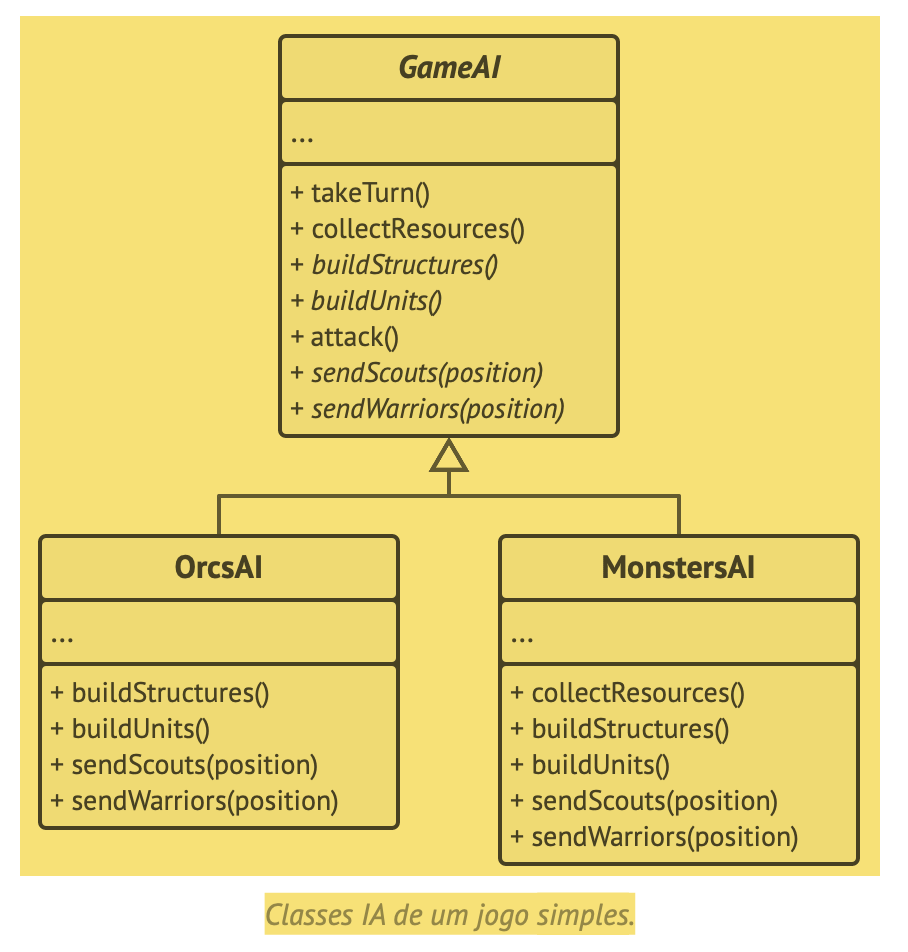 GameAI
...
+ takeTurn()
+ collectResources()
+ buildStructures()
+ buildUnits()
+ attack()
+ sendScouts(position)
+ sendWarriors(position)
OrcsAI
...
+ buildStructures()
+ buildUnits()
+ sendScouts(position)
+ sendWarriors(position)
MonstersAI
...
+ collectResources()
+ buildStructures()
+ buildUnits()
+ sendScouts(position)
+ sendWarriors(position)
Classes IA de um jogo simples.